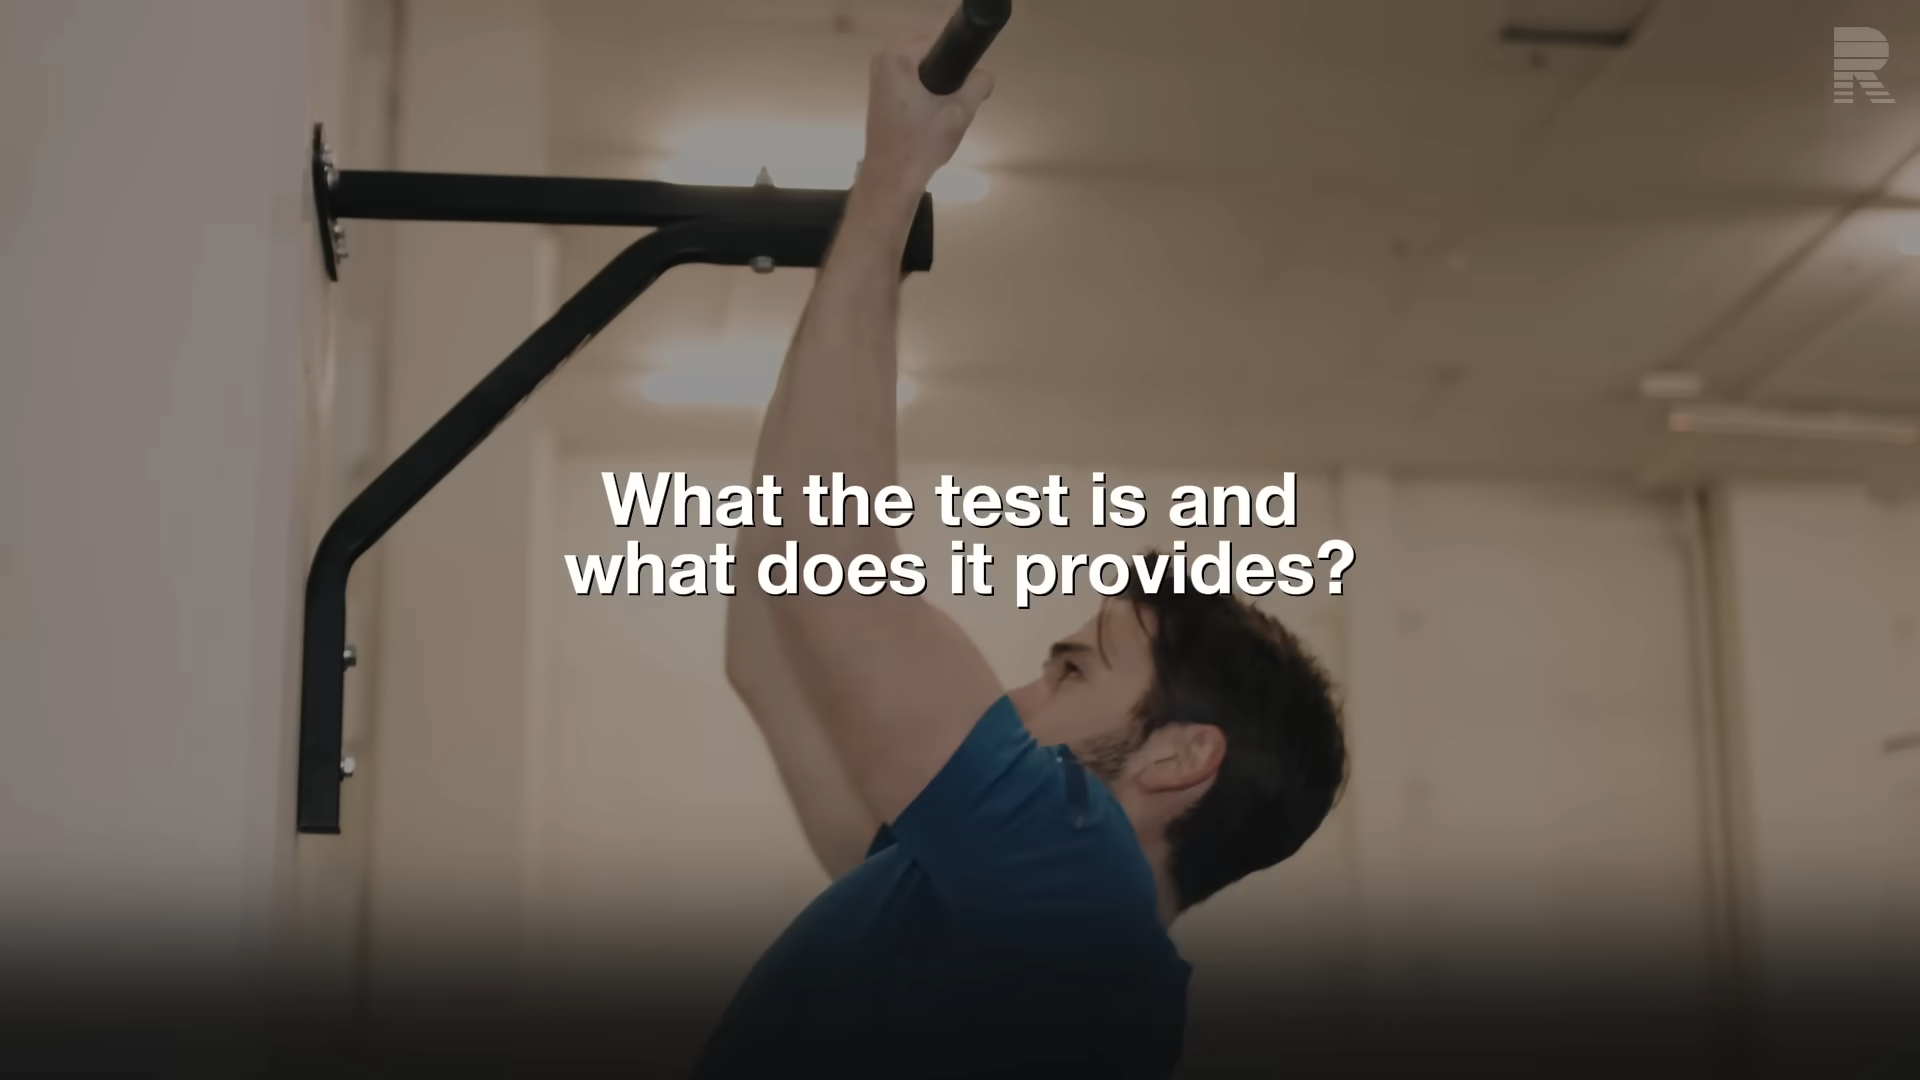 What the test is and
what does it provides?
R